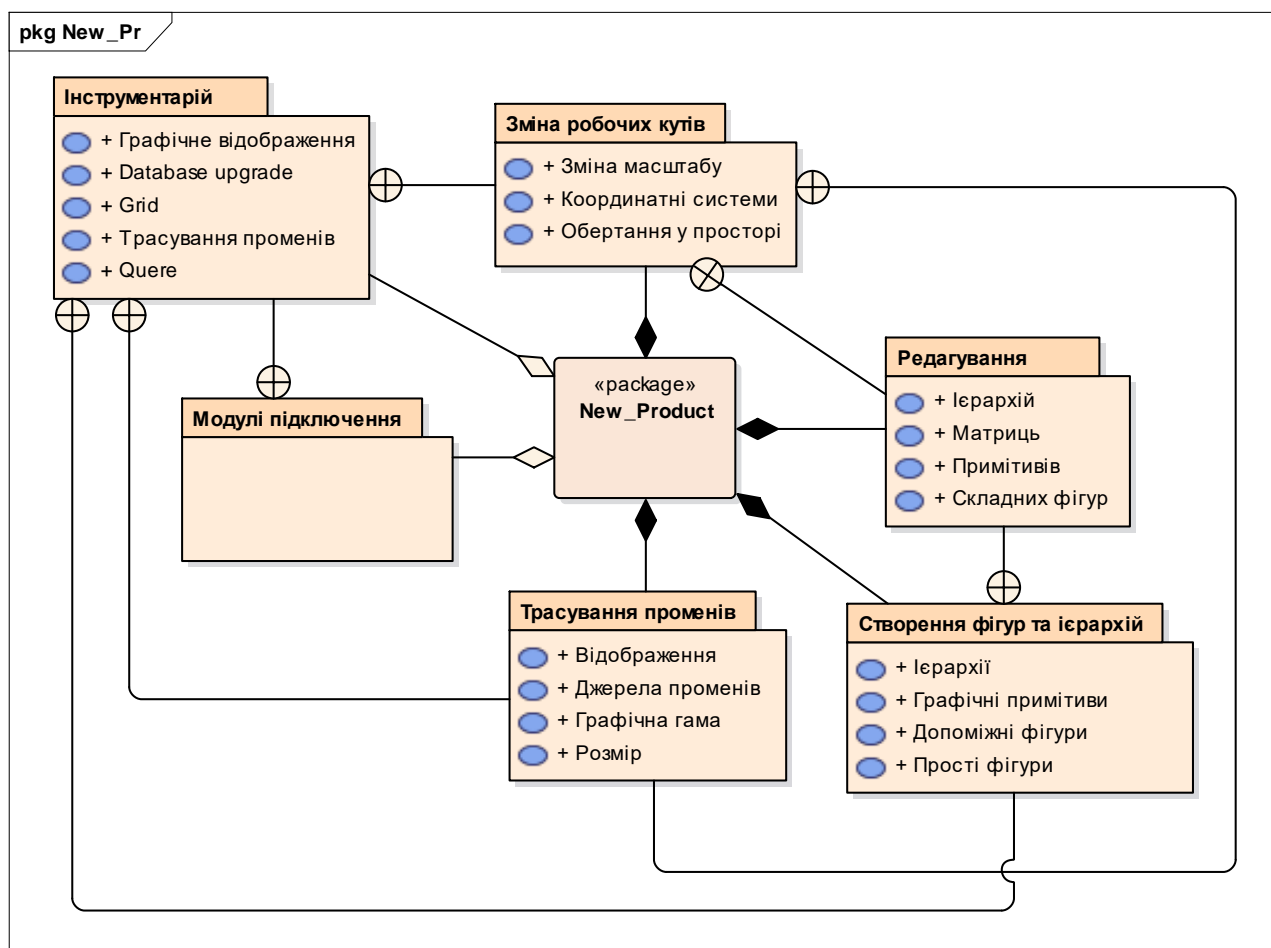 pkg New_Pr
Інструментарій
+ Графічне відображення
+ Database upgrade
+ Grid
+ Трасування променів
+ Quere
Зміна робочих кутів
+ Зміна масштабу
+ Координатні системи
+ Обертання у просторі
«package»
New_Product
Редагування
+ Ієрархій
+ Матриць
+ Примітивів
+ Складних фігур
Модулі підключення
Трасування променів
+ Відображення
+ Джерела променів
+ Графічна гама
+ Розмір
Створення фігур та ієрархій
+ Ієрархії
+ Графічні примітиви
+ Допоміжні фігури
+ Прості фігури